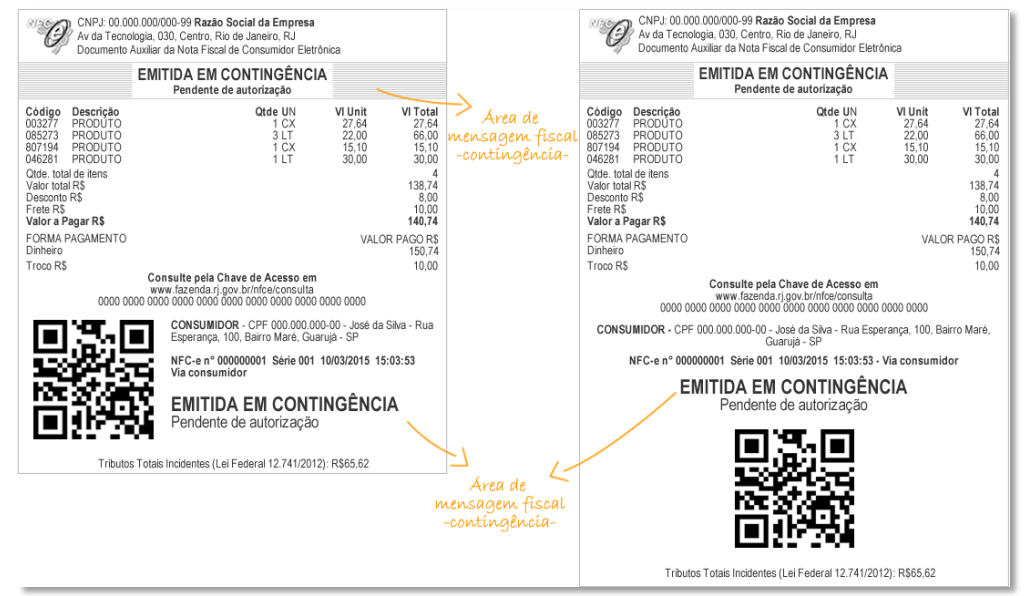 NFC e
CNPJ: 00.000.000/000-99 Razão Social da Empresa
Av da Tecnologia, 030, Centro, Rio de Janeiro, RJ
Documento Auxiliar da Nota Fiscal de Consumidor Eletrônica
EMITIDA EM CONTINGÊNCIA
Pendente de autorização
Código Descrição Qtde UN Vl Unit Vl Total
003277 PRODUTO 1 CX 27,64 27,64
085273 PRODUTO 3 LT 22,00 66,00
807194 PRODUTO 1 CX 15,10 15,10
046281 PRODUTO 1 LT 30,00 30,00
Qtde. total de itens 4
Valor total R$ 138,74
Desconto R$ 8,00
Frete R$ 10,00
Valor a Pagar R$ 140,74
FORMA PAGAMENTO VALOR PAGO R$
Dinheiro 150,74
Troco R$ 10,00
Consulte pela Chave de Acesso em
www.fazenda.rj.gov.br/nfce/consulta
0000 0000 0000 0000 0000 0000 0000 0000 0000 0000 0000
CONSUMIDOR - CPF 000.000.000-00 - José da Silva - Rua
Esperança, 100, Bairro Maré, Guarujá - SP
NFC-e nº 000000001 Série 001 10/03/2015 15:03:53
Via consumidor
EMITIDA EM CONTINGÊNCIA
Pendente de autorização
Tributos Totais Incidentes (Lei Federal 12.741/2012): R$65,62
Área de
mensagem fiscal
-contingência-
Área de
mensagem fiscal
-contingência-
NFC e
CNPJ: 00.000.000/000-99 Razão Social da Empresa
Av da Tecnologia, 030, Centro, Rio de Janeiro, RJ
Documento Auxiliar da Nota Fiscal de Consumidor Eletrônica
EMITIDA EM CONTINGÊNCIA
Pendente de autorização
Código Descrição Qtde UN Vl Unit Vl Total
003277 PRODUTO 1 CX 27,64 27,64
085273 PRODUTO 3 LT 22,00 66,00
807194 PRODUTO 1 CX 15,10 15,10
046281 PRODUTO 1 LT 30,00 30,00
Qtde. total de itens 4
Valor total R$ 138,74
Desconto R$ 8,00
Frete R$ 10,00
Valor a Pagar R$ 140,74
FORMA PAGAMENTO VALOR PAGO R$
Dinheiro 150,74
Troco R$ 10,00
Consulte pela Chave de Acesso em
www.fazenda.rj.gov.br/nfce/consulta
0000 0000 0000 0000 0000 0000 0000 0000 0000 0000 0000
CONSUMIDOR - CPF 000.000.000-00 - José da Silva - Rua Esperança, 100, Bairro Maré,
Guarujá - SP
NFC-e nº 000000001 Série 001 10/03/2015 15:03:53 - Via consumidor
EMITIDA EM CONTINGÊNCIA
Pendente de autorização
Tributos Totais Incidentes (Lei Federal 12.741/2012): R$65,62